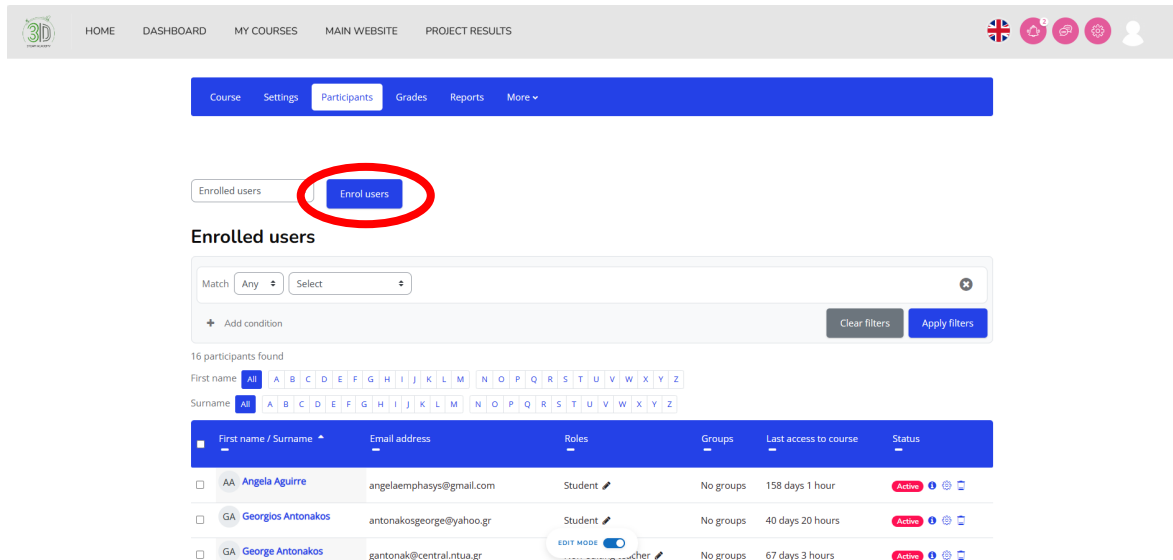 3D
HOME DASHBOARD MY COURSES MAIN WEBSITE PROJECT RESULTS
2
Course Settings Participants Grades Reports More
Enrolled users Enrol users
Enrolled users
Match Any Select
+ Add condition Clear filters Apply filters
16 participants found
First name All A B C D E F G H I J K L M N O P Q R S T U V W X Y Z
Surname All A B C D E F G H I J K L M N O P Q R S T U V W X Y Z
First name / Surname Email address Roles Groups Last access to course Status
AA Angela Aguirre angelaemphasys@gmail.com Student No groups 158 days 1 hour Active
GA Georgios Antonakos antonakosgeorge@yahoo.gr Student No groups 40 days 20 hours Active
EDIT MODE
GA George Antonakos gantonak@central.ntua.gr No groups 67 days 3 hours Active